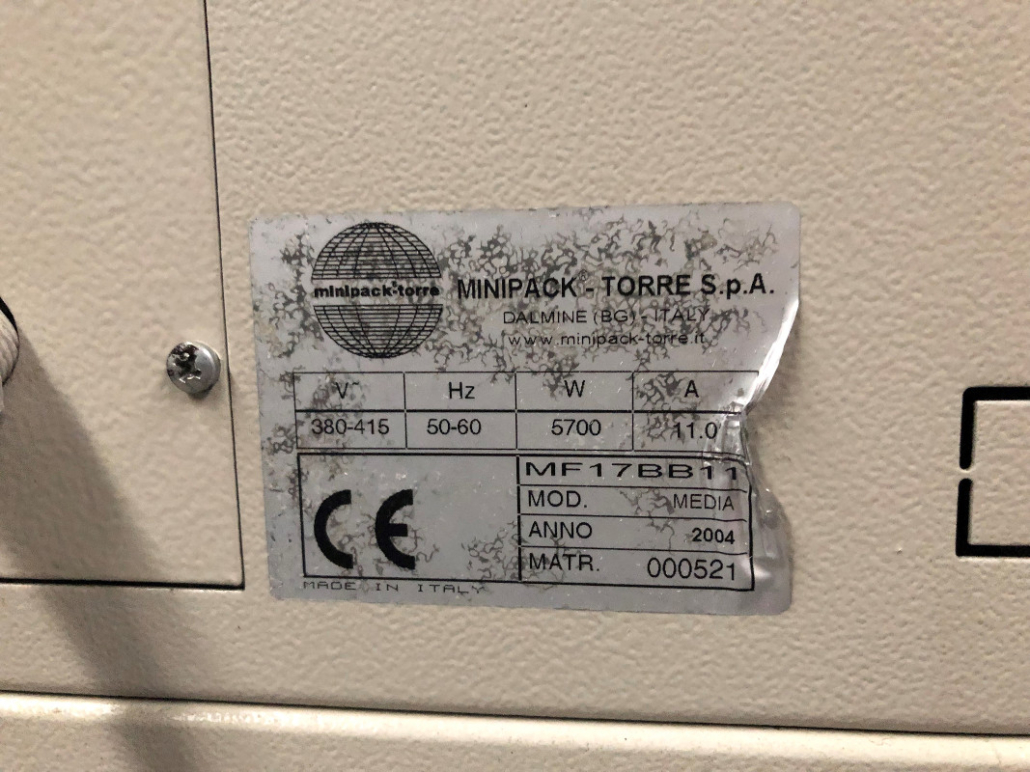 minipack-torre
MINIPACK® - TORRE S.p.A.
DALMINE (BG) - ITALY
www.minipack-torre.it
V~ Hz W A
380-415 50-60 5700 11.0
MF17BB11
CE
MOD. MEDIA
ANNO 2004
MATR. 000521
MADE IN ITALY